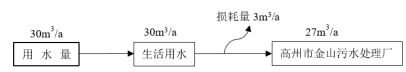 损耗量 3m³/a
30m³/a
30m³/a
27m³/a
用水量
生活用水
高州市金山污水处理厂